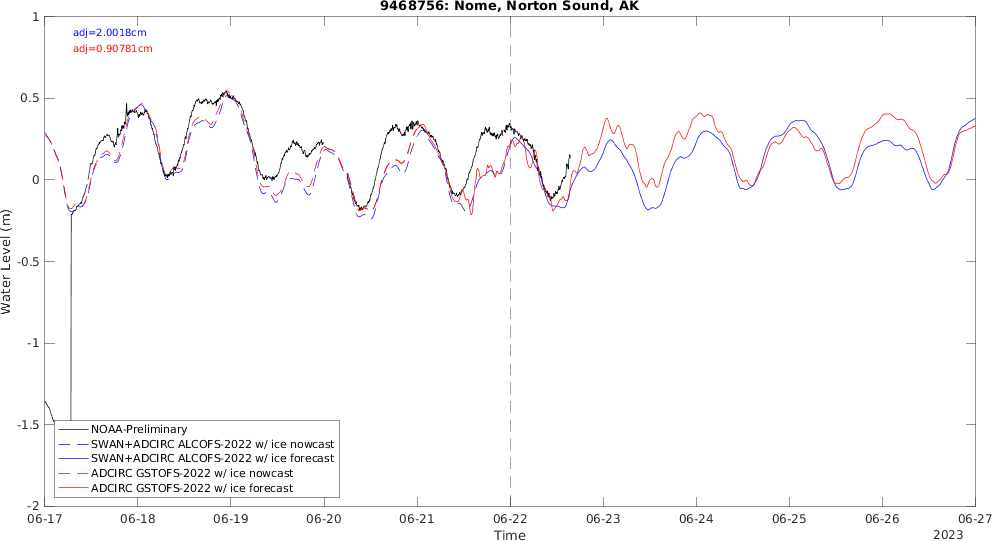 9468756: Nome, Norton Sound, AK
adj=2.0018cm
adj=0.90781cm
1
0.5
0
-0.5
-1
-1.5
-2
Water Level (m)
NOAA-Preliminary
SWAN+ADCIRC ALCOFS-2022 w/ ice nowcast
SWAN+ADCIRC ALCOFS-2022 w/ ice forecast
ADCIRC GSTOFS-2022 w/ ice nowcast
ADCIRC GSTOFS-2022 w/ ice forecast
06-17 06-18 06-19 06-20 06-21 06-22 06-23 06-24 06-25 06-26 06-27
Time
2023